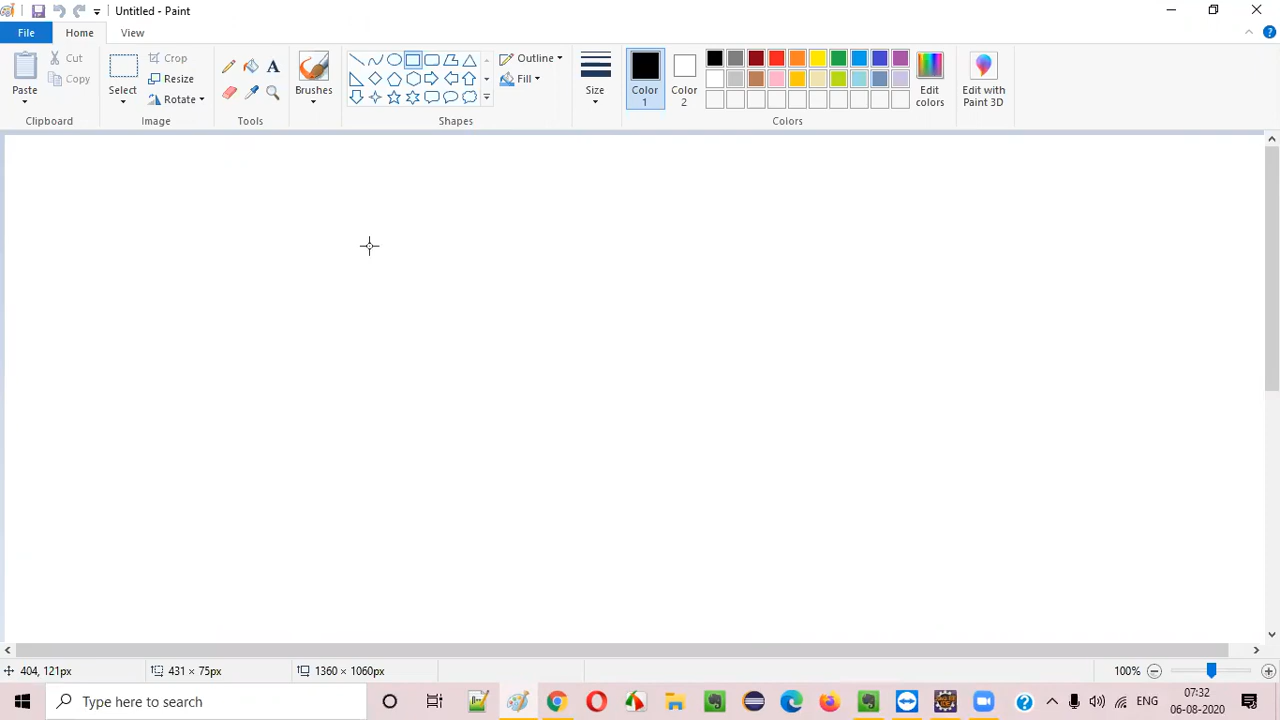 Untitled - Paint
File
Home
View
Paste
Cut
Copy
Clipboard
Select
Crop
Resize
Rotate
Image
A
Tools
Brushes
Outline
Fill
Shapes
Size
Color 1
Color 2
Edit colors
Colors
Edit with Paint 3D
404, 121px
431 × 75px
1360 × 1060px
100%
Type here to search
ENG
07:32
06-08-2020